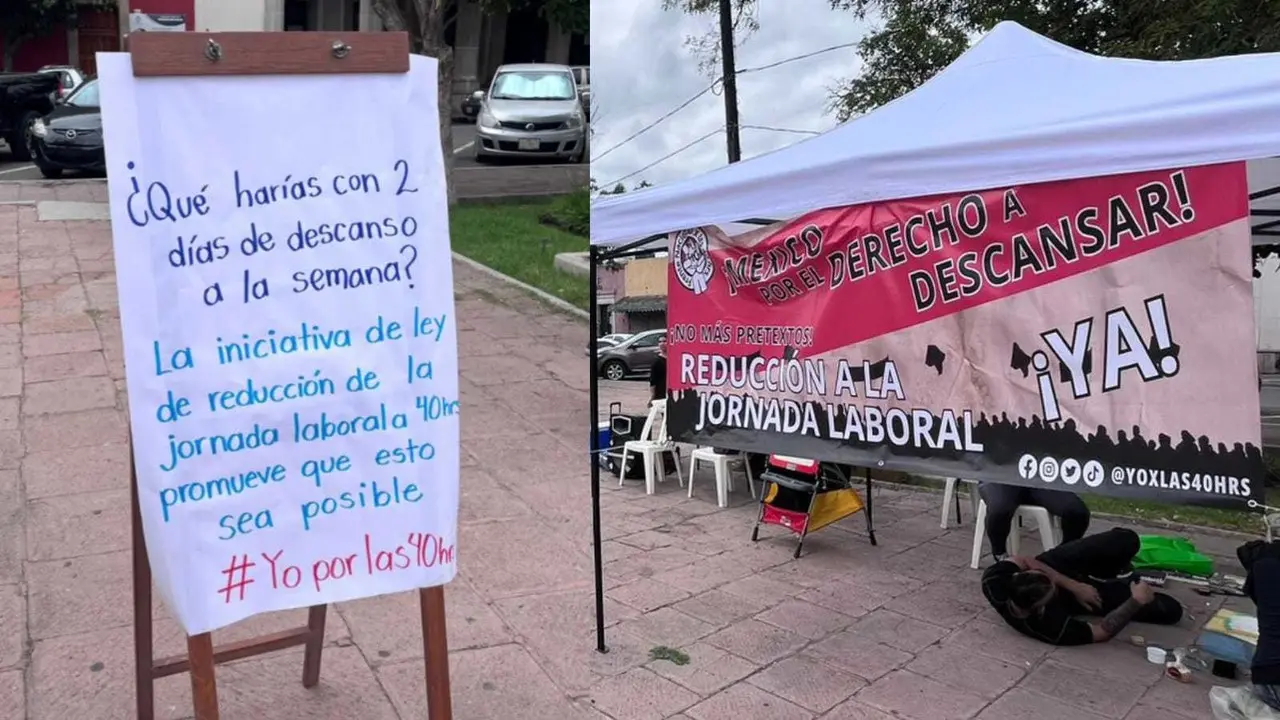 ¿Qué harías con 2
días de descanso
a la semana?
La iniciativa de ley
de reducción de la
jornada laboral a 40hrs
promueve que esto
sea posible
#Yo por las 40hr
¡MÉXICO
POR EL DERECHO A
DESCANSAR!
¡NO MÁS PRETEXTOS!
REDUCCIÓN A LA
JORNADA LABORAL
¡YA!
@YOXLAS40HRS